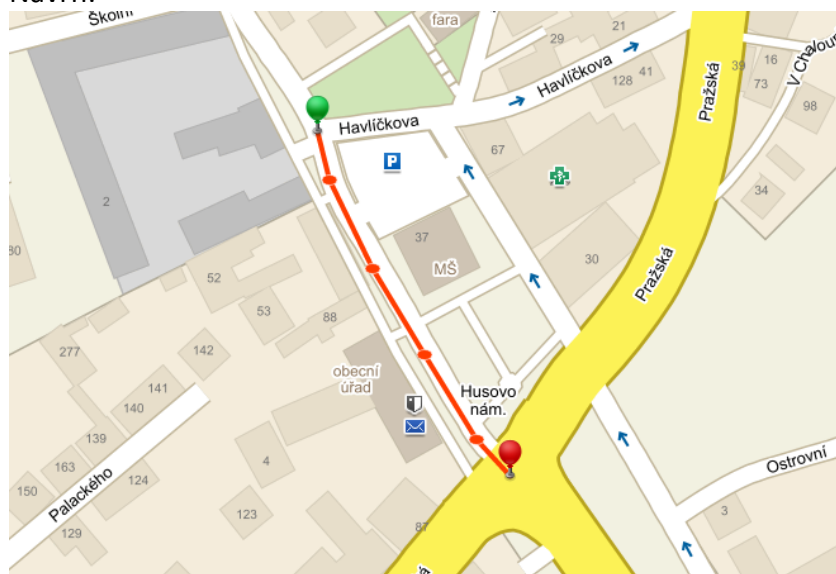 Školní
fara
29
21
39
16
V Chaloup
128
41
73
98
Havlíčkova
Pražská
Havlíčkova
P
67
2
34
37
MŠ
80
52
30
Pražská
53
88
277
142
obecní
úřad
141
Husovo
nám.
140
139
163
4
Ostrovní
150
124
Palackého
123
3
129
87